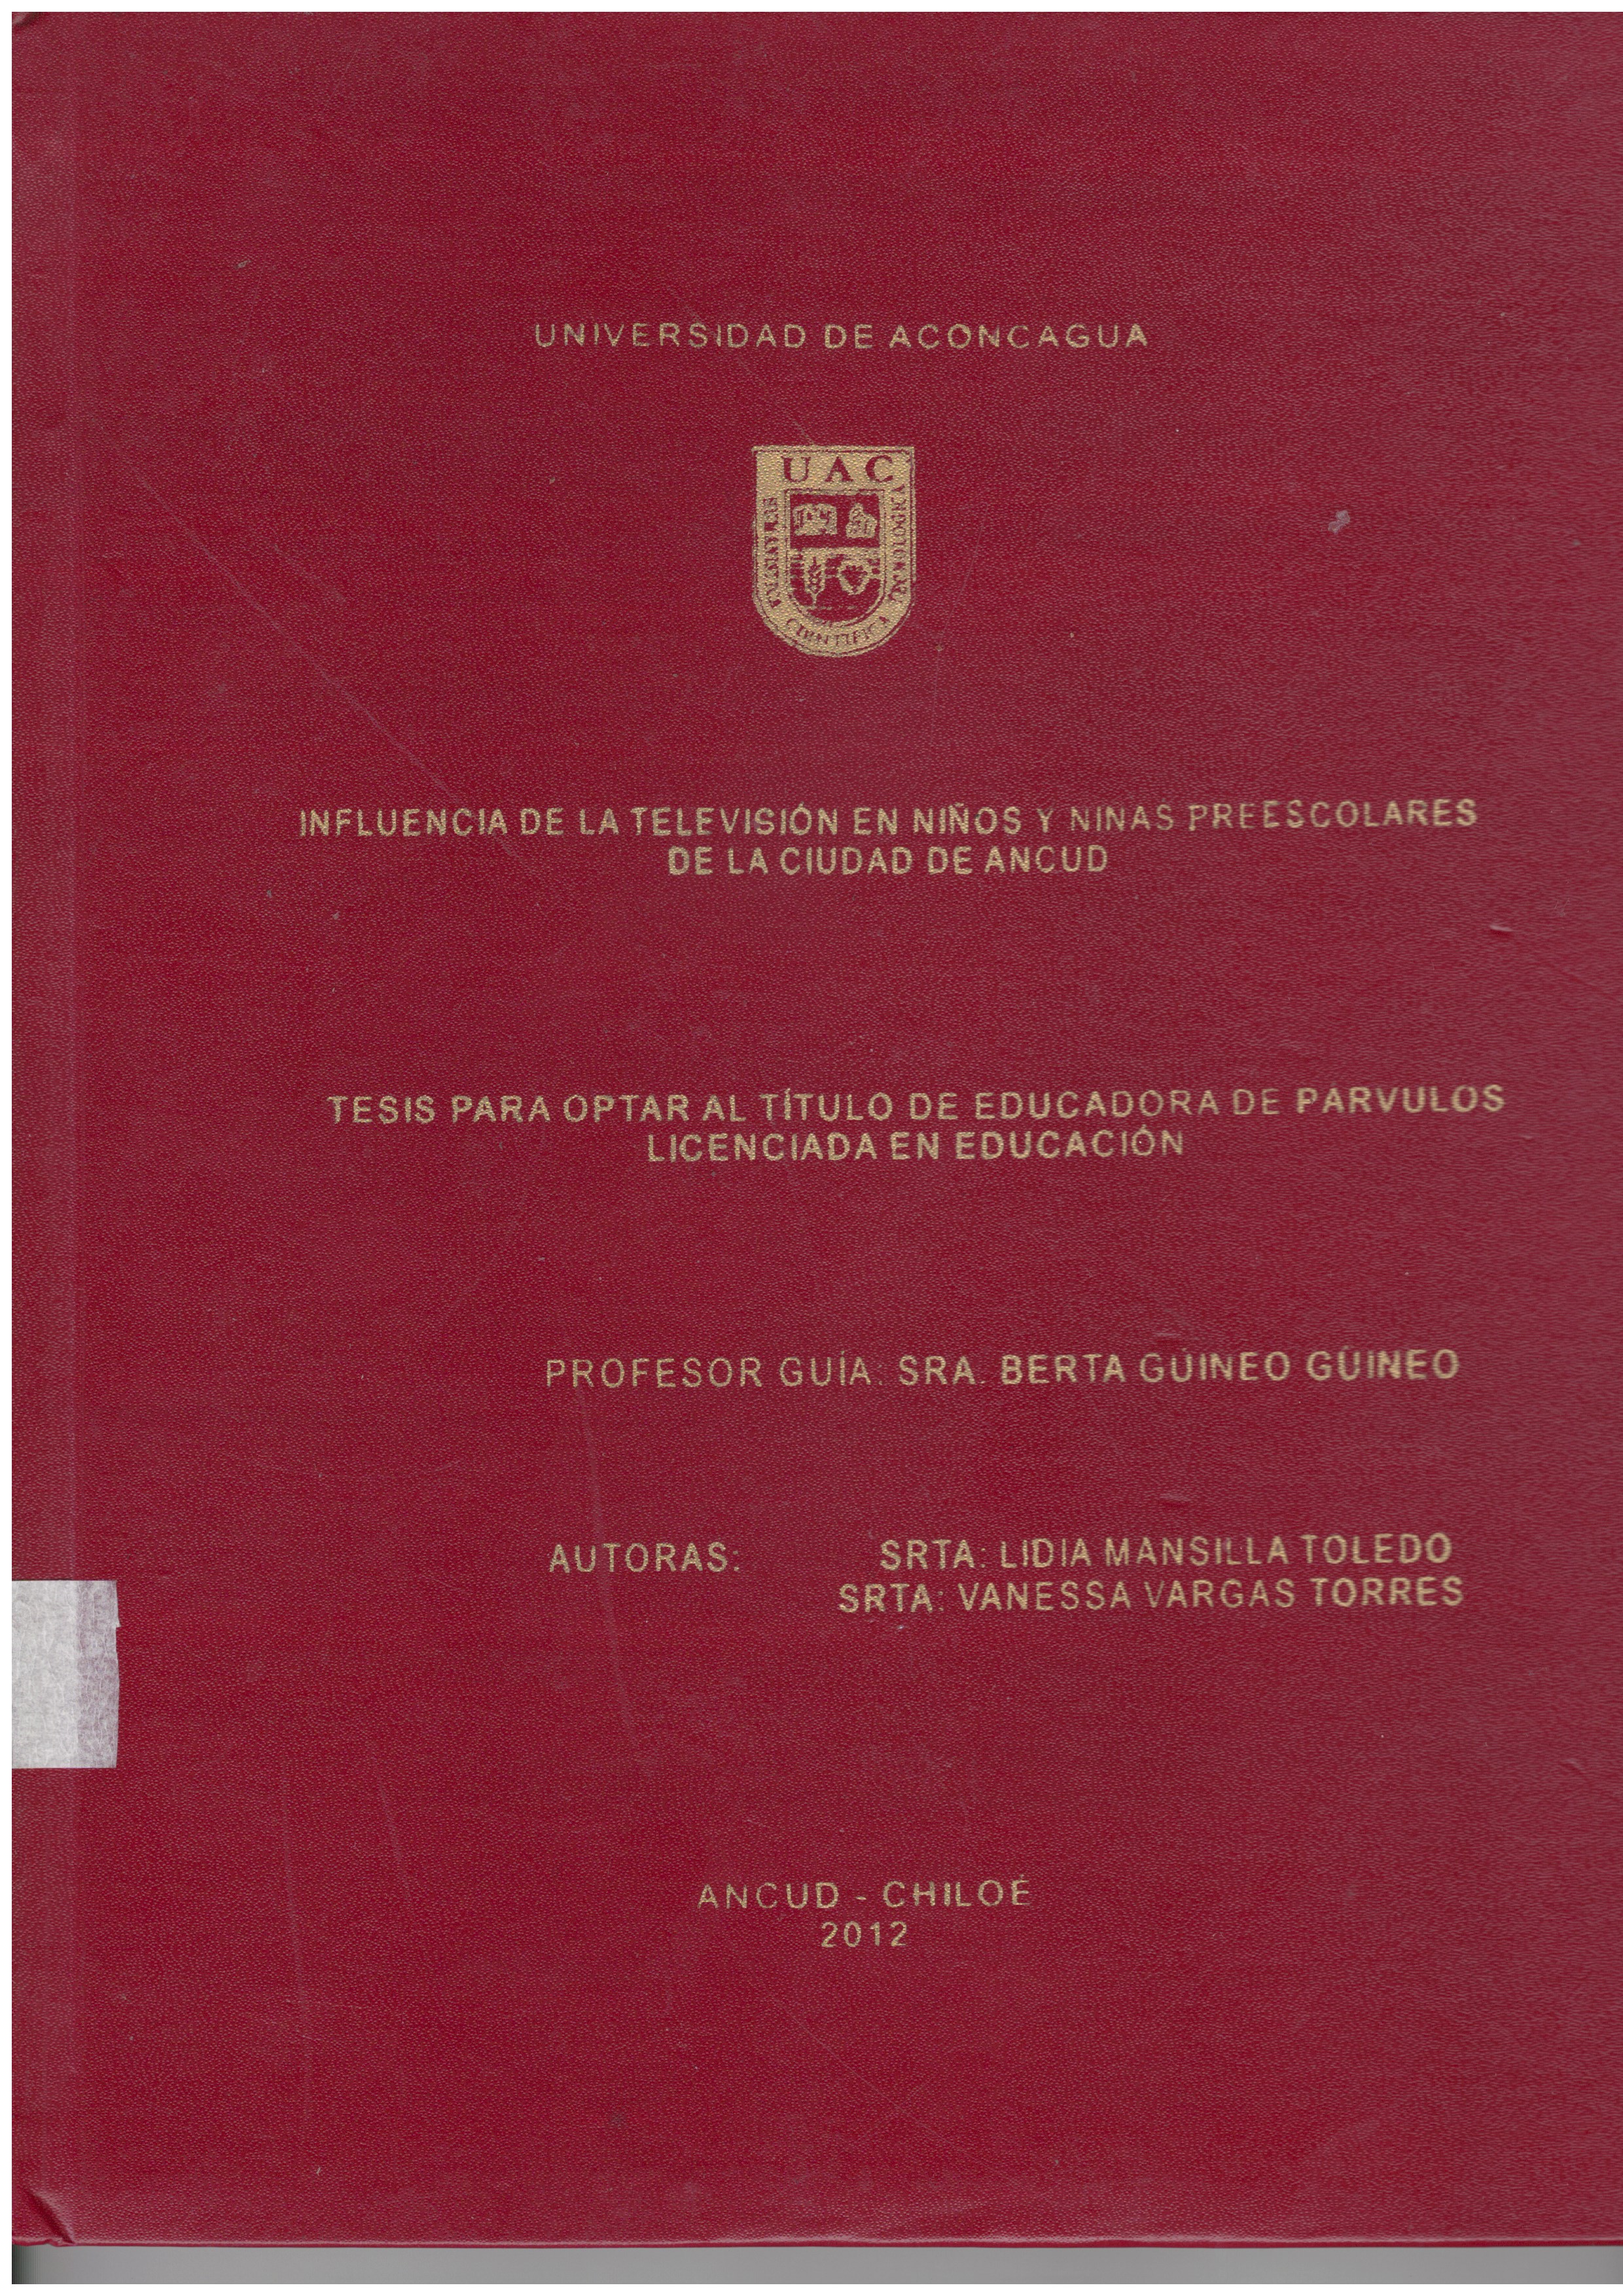 UNIVERSIDAD DE ACONCAGUA
UAC
TECNOLOGICA
CIENTIFICA
INFLUENCIA DE LA TELEVISIÓN EN NIÑOS Y NINAS PREESCOLARES
DE LA CIUDAD DE ANCUD
TESIS PARA OPTAR AL TÍTULO DE EDUCADORA DE PARVULOS
LICENCIADA EN EDUCACIÓN
PROFESOR GUÍA: SRA. BERTA GÜINEO GÜINEO
AUTORAS: SRTA: LIDIA MANSILLA TOLEDO
SRTA: VANESSA VARGAS TORRES
ANCUD - CHILOÉ
2012